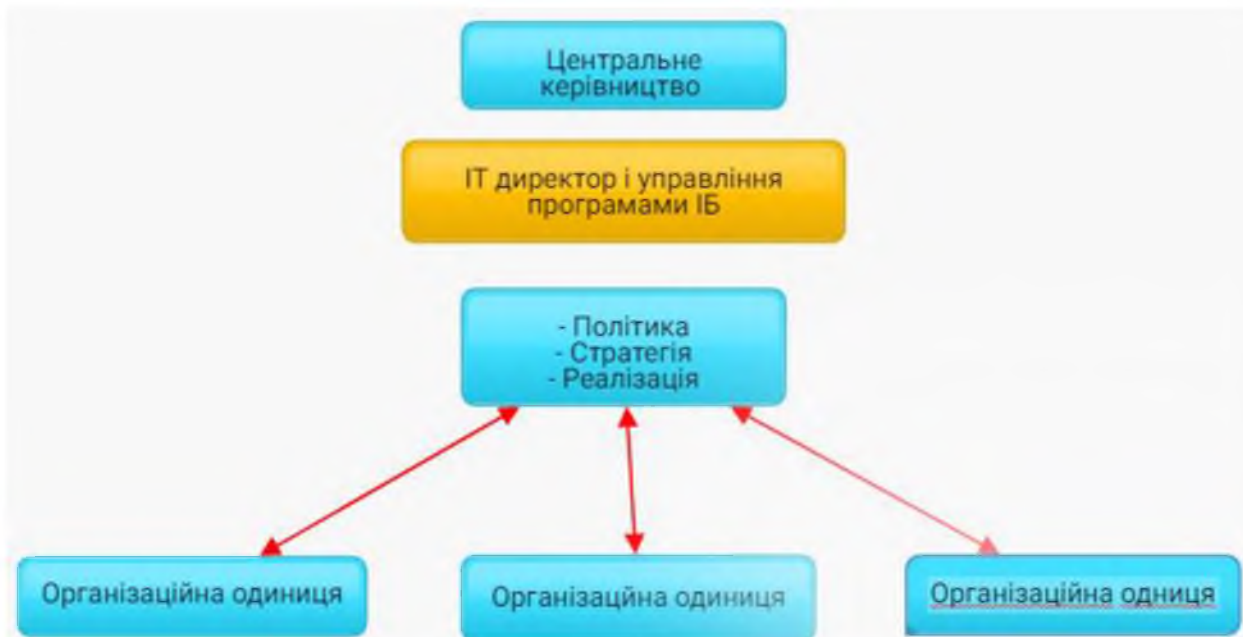 Центральне
керівництво
ІТ директор і управління
програмами ІБ
- Політика
- Стратегія
- Реалізація
Організаційна одиниця
Організаційна одиниця
Організаційна одниця